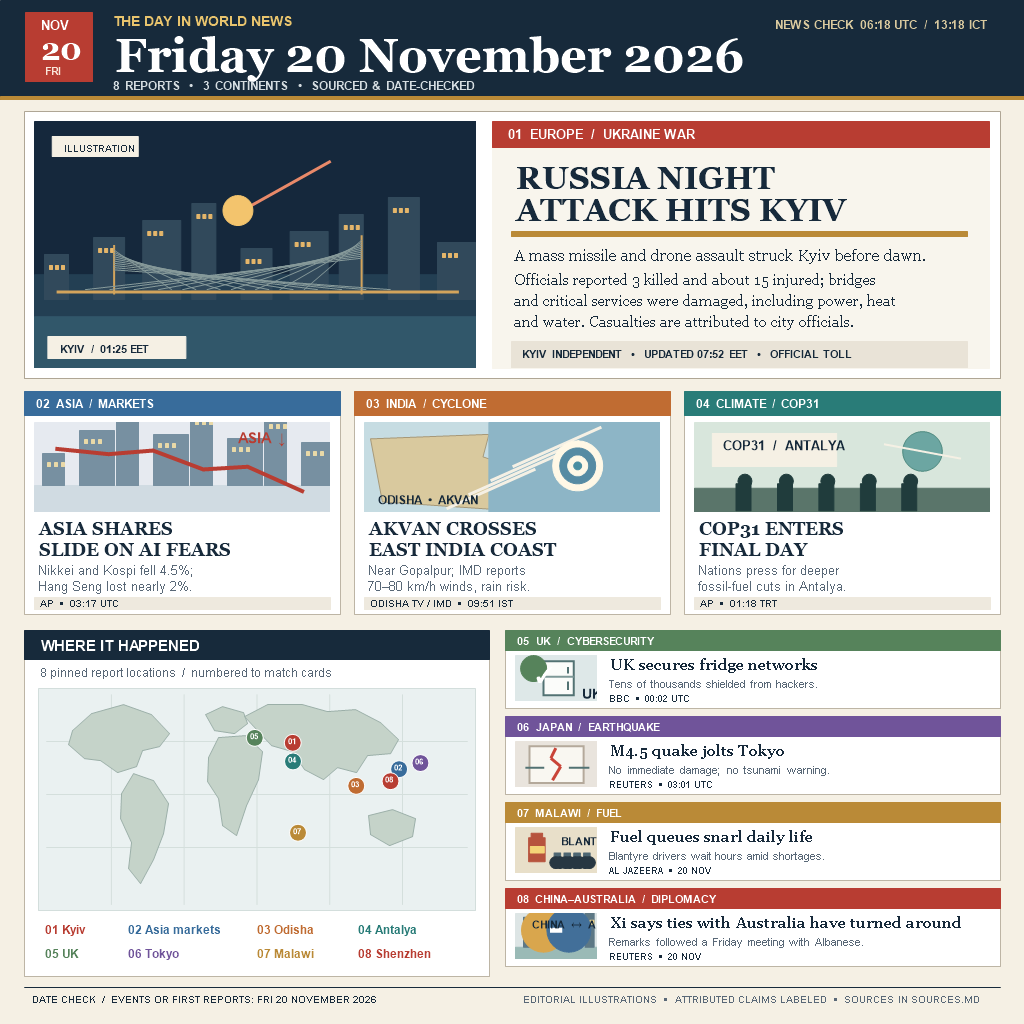 NOV
20
FRI
THE DAY IN WORLD NEWS
Friday 20 November 2026
8 REPORTS • 3 CONTINENTS • SOURCED & DATE-CHECKED
NEWS CHECK 06:18 UTC / 13:18 ICT
ILLUSTRATION
KYIV / 01:25 EET
01 EUROPE / UKRAINE WAR
RUSSIA NIGHT
ATTACK HITS KYIV
A mass missile and drone assault struck Kyiv before dawn.
Officials reported 3 killed and about 15 injured; bridges
and critical services were damaged, including power, heat
and water. Casualties are attributed to city officials.
KYIV INDEPENDENT • UPDATED 07:52 EET • OFFICIAL TOLL
02 ASIA / MARKETS
ASIA ↓
ASIA SHARES
SLIDE ON AI FEARS
Nikkei and Kospi fell 4.5%;
Hang Seng lost nearly 2%.
AP • 03:17 UTC
03 INDIA / CYCLONE
ODISHA • AKVAN
AKVAN CROSSES
EAST INDIA COAST
Near Gopalpur; IMD reports
70–80 km/h winds, rain risk.
ODISHA TV / IMD • 09:51 IST
04 CLIMATE / COP31
COP31 / ANTALYA
COP31 ENTERS
FINAL DAY
Nations press for deeper
fossil-fuel cuts in Antalya.
AP • 01:18 TRT
WHERE IT HAPPENED
8 pinned report locations / numbered to match cards
05
01
04
02
06
08
03
07
01 Kyiv
02 Asia markets
03 Odisha
04 Antalya
05 UK
06 Tokyo
07 Malawi
08 Shenzhen
05 UK / CYBERSECURITY
UK
UK secures fridge networks
Tens of thousands shielded from hackers.
BBC • 00:02 UTC
06 JAPAN / EARTHQUAKE
M4.5 quake jolts Tokyo
No immediate damage; no tsunami warning.
REUTERS • 03:01 UTC
07 MALAWI / FUEL
BLANT
Fuel queues snarl daily life
Blantyre drivers wait hours amid shortages.
AL JAZEERA • 20 NOV
08 CHINA–AUSTRALIA / DIPLOMACY
CHINA ↔ A
Xi says ties with Australia have turned around
Remarks followed a Friday meeting with Albanese.
REUTERS • 20 NOV
DATE CHECK / EVENTS OR FIRST REPORTS: FRI 20 NOVEMBER 2026
EDITORIAL ILLUSTRATIONS • ATTRIBUTED CLAIMS LABELED • SOURCES IN SOURCES.MD